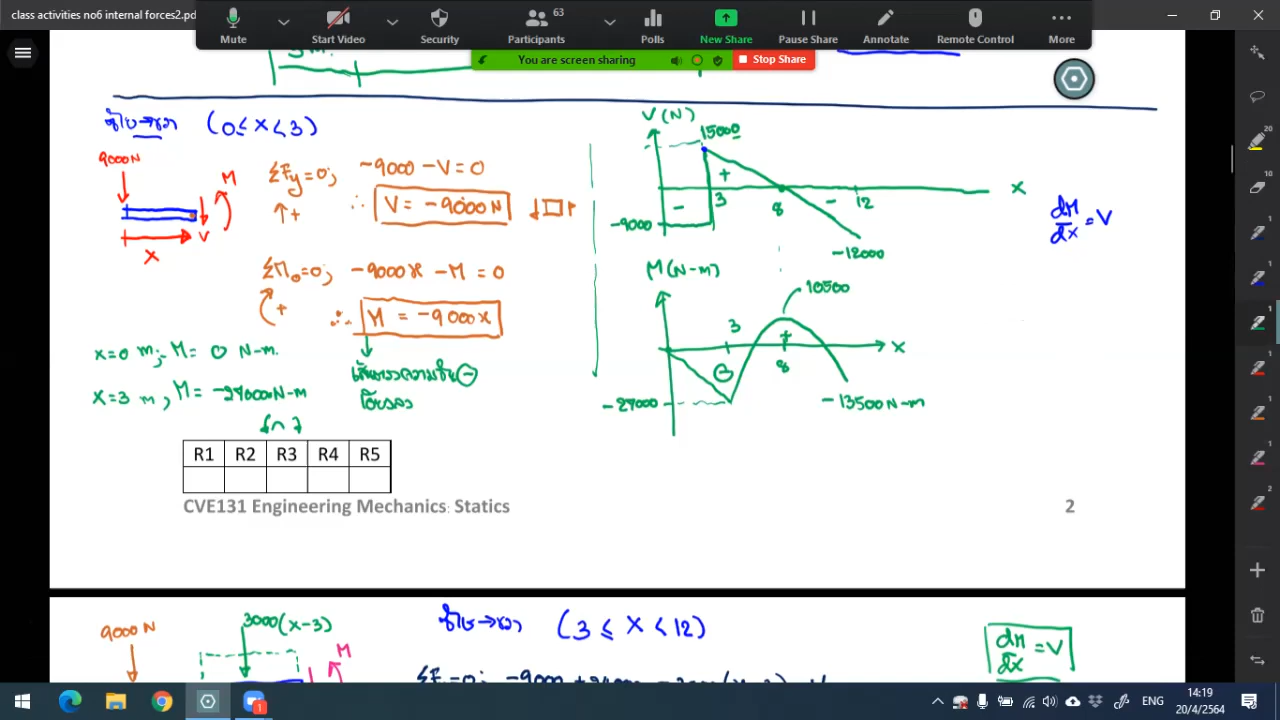 class activities no6 internal forces2.p
63
Mute
Start Video
Security
Participants
Polls
New Share
Pause Share
Annotate
Remote Control
More
You are screen sharing
Stop Share
(0≤x<3)
9000N
M
V
x
ΣFy=0; -9000 -V = 0
↑+
∴ V = -9000 N
ΣM0=0; -9000x -M = 0
+
∴ M = -9000x
x=0 m, M = 0 N-m.
x=3 m, M = -27000 N-m
V(N)
15000
+
-
3
8
-
12
x
-9000
-12000
dM/dx = V
M(N-m)
10500
3
+
8
x
-27000
-13500 N-m
R1 R2 R3 R4 R5
CVE131 Engineering Mechanics: Statics
2
9000 N
3000(x-3)
M
(3 ≤ x < 12)
dM/dx = V
1
ENG
14:19
20/4/2564